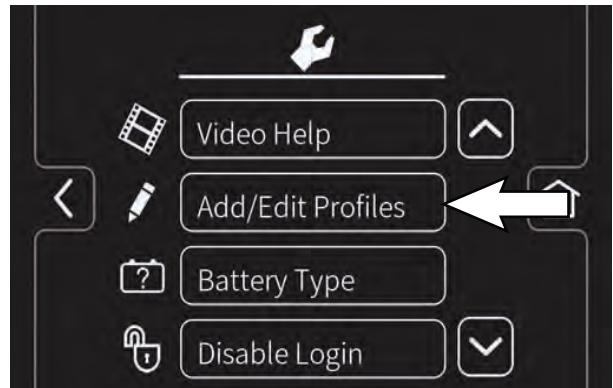 Video Help
Add/Edit Profiles
Battery Type
Disable Login